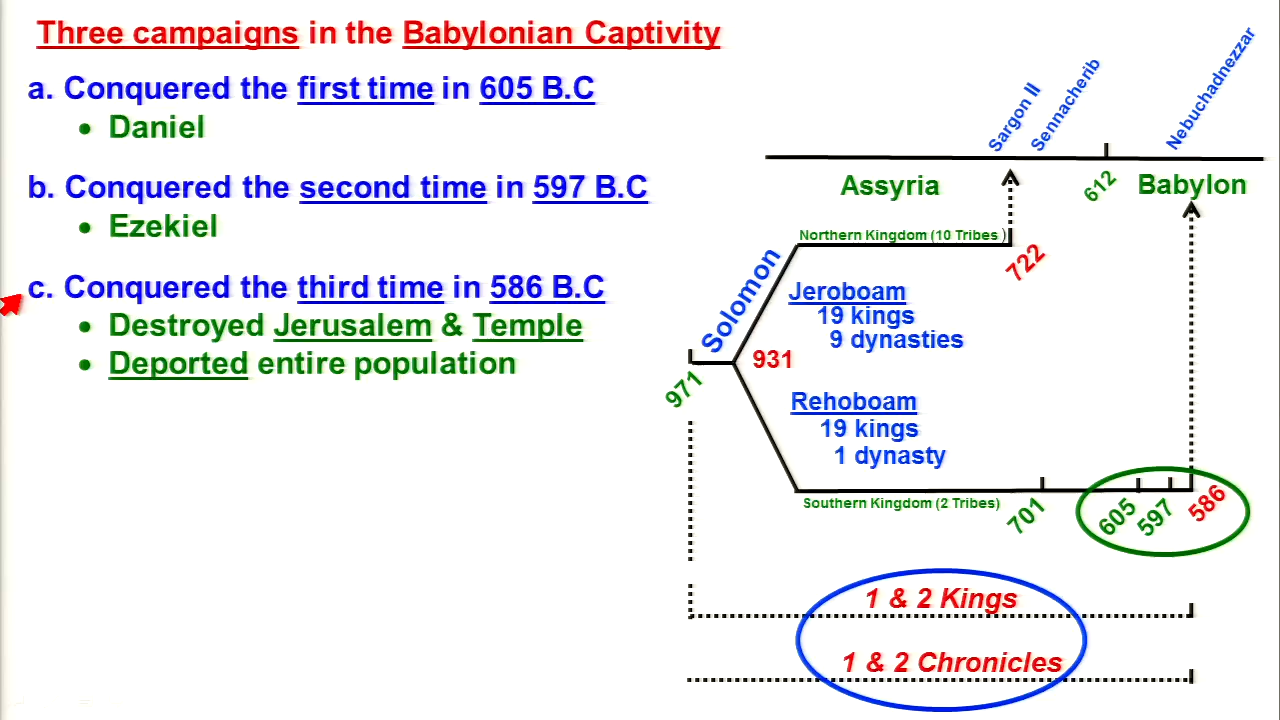 Three campaigns in the Babylonian Captivity
a. Conquered the first time in 605 B.C
• Daniel
b. Conquered the second time in 597 B.C
• Ezekiel
c. Conquered the third time in 586 B.C
• Destroyed Jerusalem & Temple
• Deported entire population
Sargon II
Sennacherib
Nebuchadnezzar
Assyria
612
Babylon
Northern Kingdom (10 Tribes )
722
Solomon
Jeroboam
19 kings
9 dynasties
931
971
Rehoboam
19 kings
1 dynasty
Southern Kingdom (2 Tribes)
701
605
597
586
1 & 2 Kings
1 & 2 Chronicles